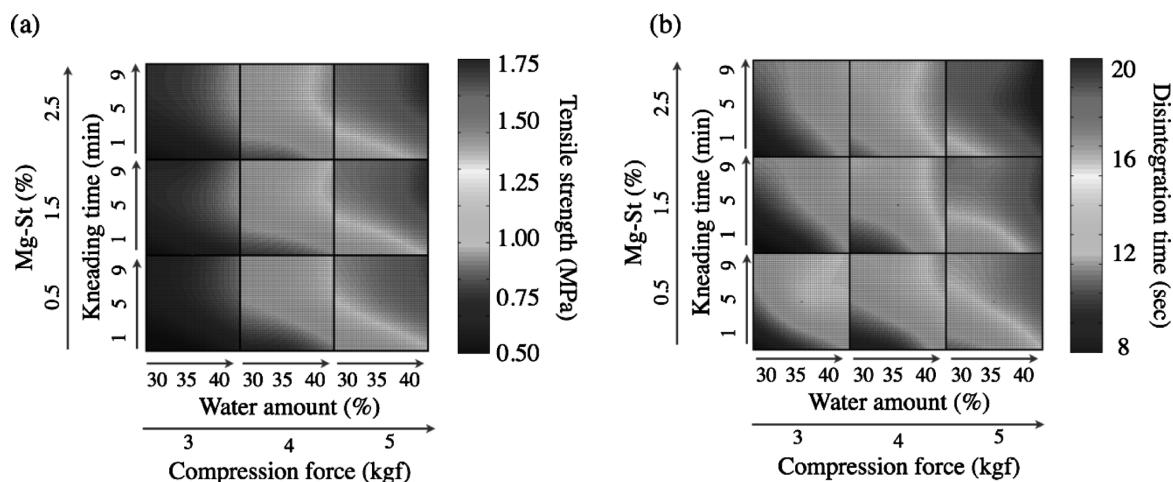 (a)
Mg-St (%)
0.5 1.5 2.5
Kneading time (min)
1 5 9 1 5 9 1 5 9
30 35 40 30 35 40 30 35 40
Water amount (%)
3 4 5
Compression force (kgf)
1.75
1.50
1.25
1.00
0.75
0.50
Tensile strength (MPa)
(b)
Mg-St (%)
0.5 1.5 2.5
Kneading time (min)
1 5 9 1 5 9 1 5 9
30 35 40 30 35 40 30 35 40
Water amount (%)
3 4 5
Compression force (kgf)
20
16
12
8
Disintegration time (sec)